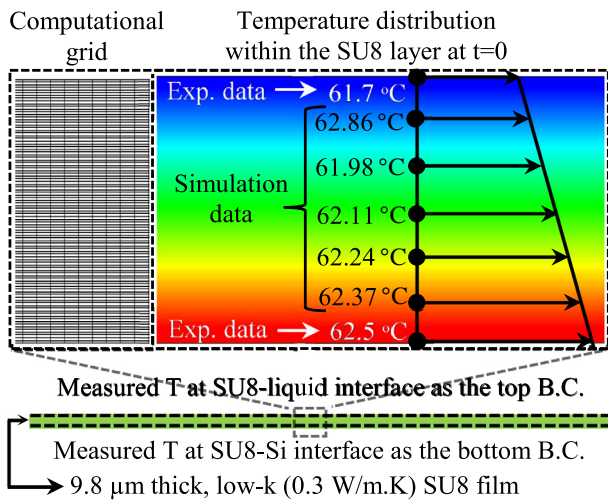 Computational
grid
Temperature distribution
within the SU8 layer at t=0
Exp. data → 61.7 °C
62.86 °C
61.98 °C
Simulation
data
62.11 °C
62.24 °C
62.37 °C
Exp. data → 62.5 °C
Measured T at SU8-liquid interface as the top B.C.
Measured T at SU8-Si interface as the bottom B.C.
9.8 µm thick, low-k (0.3 W/m.K) SU8 film